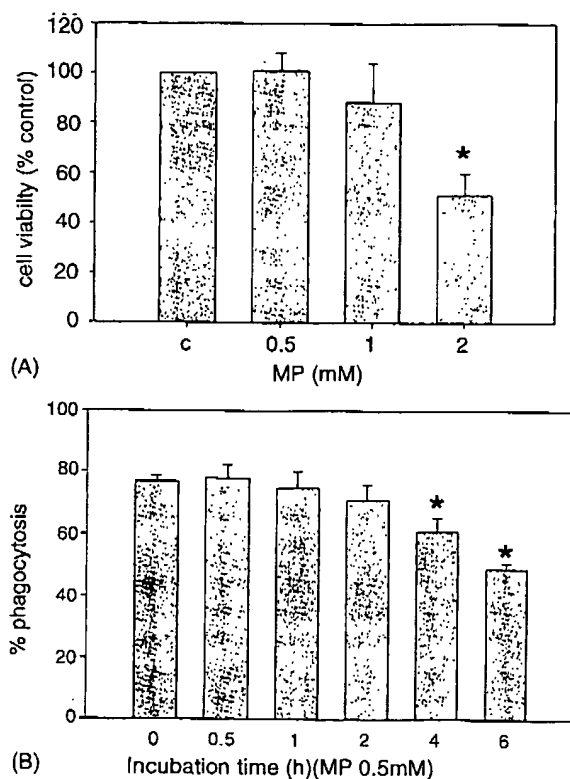 120
100
80
60
40
20
0
cell viability (% control)
*
c 0.5 1 2
MP (mM)
(A)
100
80
60
40
20
0
% phagocytosis
* *
0 0.5 1 2 4 6
Incubation time (h)(MP 0.5mM)
(B)